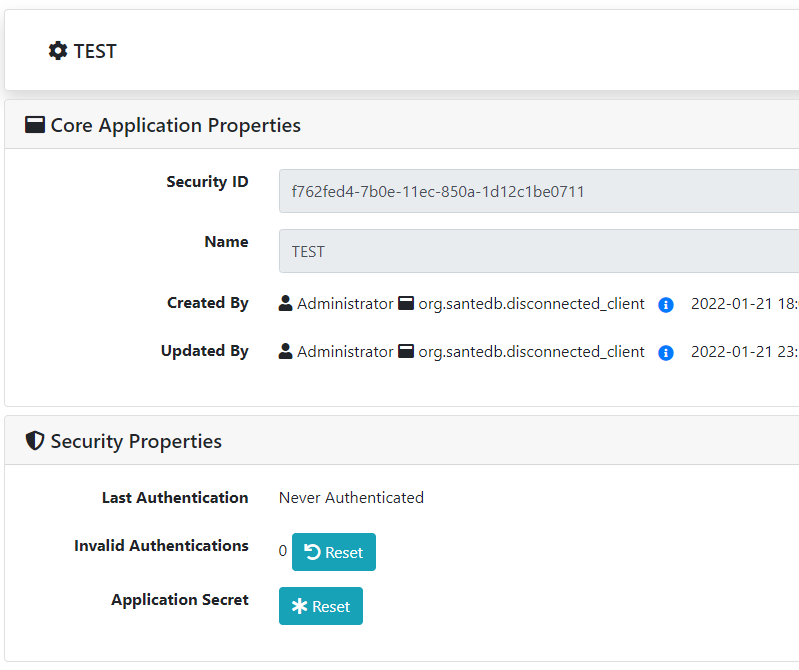 TEST
Core Application Properties
Security ID f762fed4-7b0e-11ec-850a-1d12c1be0711
Name TEST
Created By Administrator org.santedb.disconnected_client 2022-01-21 18:
Updated By Administrator org.santedb.disconnected_client 2022-01-21 23:
Security Properties
Last Authentication Never Authenticated
Invalid Authentications 0 Reset
Application Secret Reset